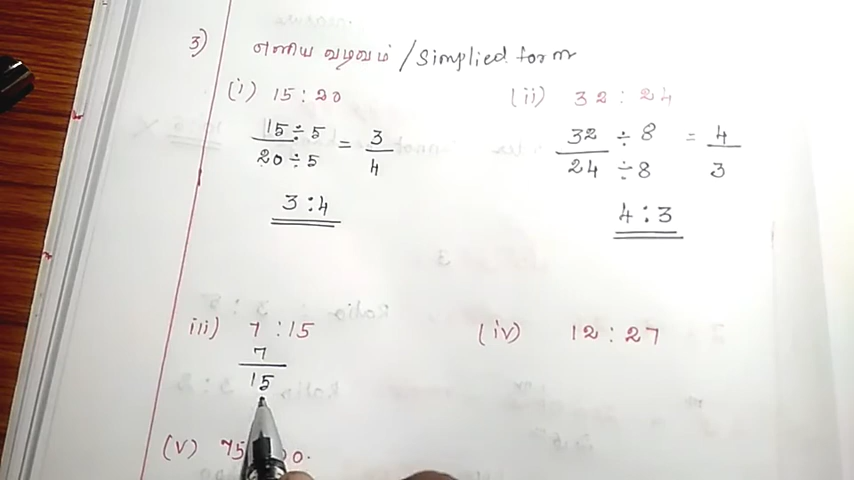 3) எளிய வடிவம் / Simplied form
(i) 15 : 20
15 ÷ 5 / 20 ÷ 5 = 3 / 4
3 : 4
(ii) 32 : 24
32 ÷ 8 / 24 ÷ 8 = 4 / 3
4 : 3
iii) 7 : 15
7 / 15
(iv) 12 : 27
(v) 75